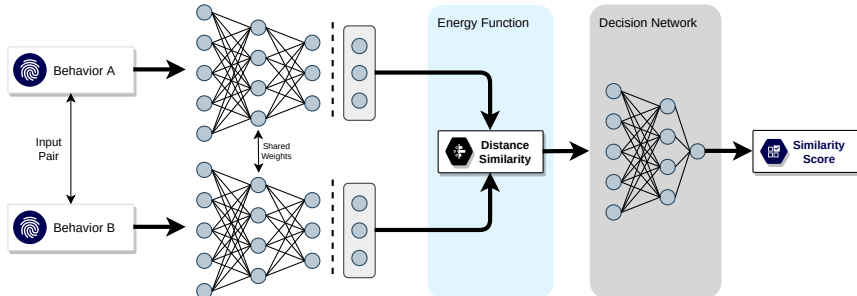 Energy Function
Decision Network
Behavior A
Input
Pair
Shared
Weights
Distance
Similarity
Similarity
Score
Behavior B